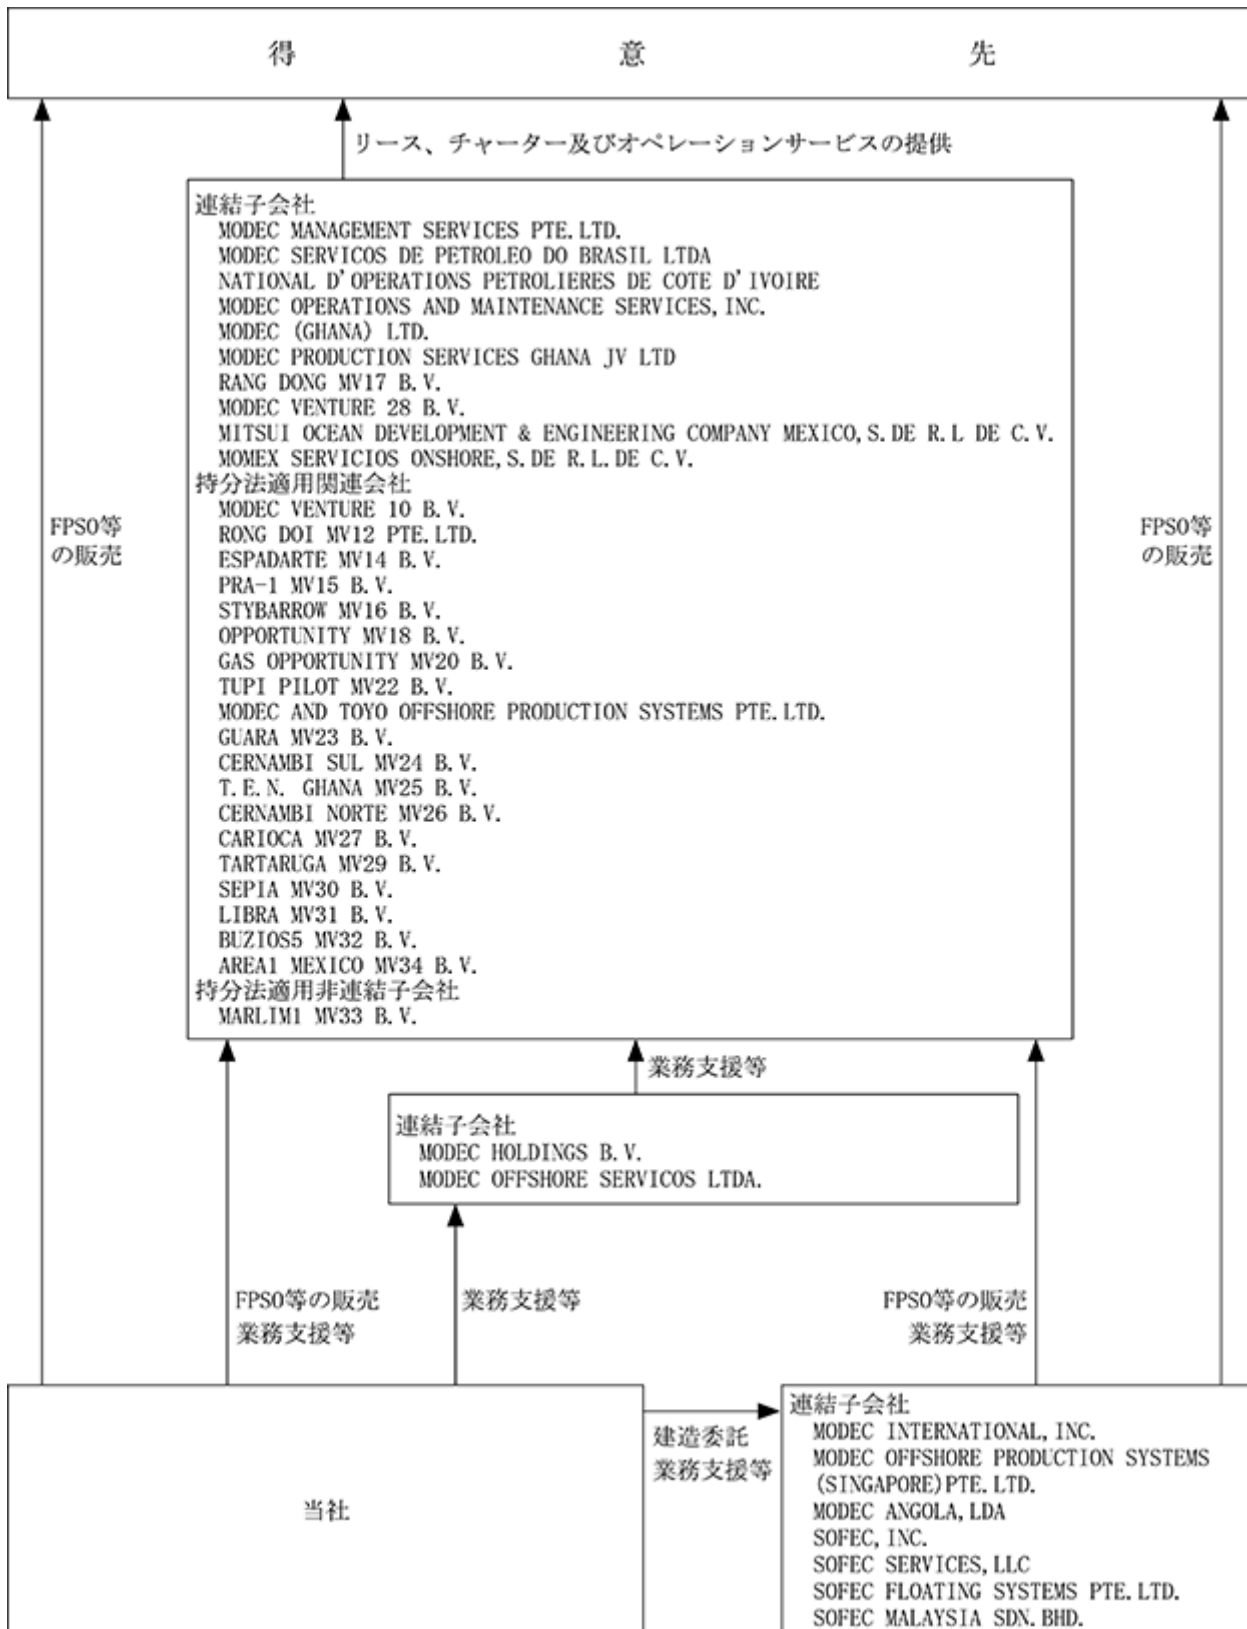 得意先
リース、チャーター及びオペレーションサービスの提供
連結子会社
MODEC MANAGEMENT SERVICES PTE.LTD.
MODEC SERVICOS DE PETROLEO DO BRASIL LTDA
NATIONAL D'OPERATIONS PETROLIERES DE COTE D'IVOIRE
MODEC OPERATIONS AND MAINTENANCE SERVICES,INC.
MODEC (GHANA) LTD.
MODEC PRODUCTION SERVICES GHANA JV LTD
RANG DONG MV17 B.V.
MODEC VENTURE 28 B.V.
MITSUI OCEAN DEVELOPMENT & ENGINEERING COMPANY MEXICO,S.DE R.L DE C.V.
MOMEX SERVICIOS ONSHORE,S.DE R.L.DE C.V.
持分法適用関連会社
MODEC VENTURE 10 B.V.
RONG DOI MV12 PTE.LTD.
ESPADARTE MV14 B.V.
PRA-1 MV15 B.V.
STYBARROW MV16 B.V.
OPPORTUNITY MV18 B.V.
GAS OPPORTUNITY MV20 B.V.
TUPI PILOT MV22 B.V.
MODEC AND TOYO OFFSHORE PRODUCTION SYSTEMS PTE.LTD.
GUARA MV23 B.V.
CERNAMBI SUL MV24 B.V.
T.E.N. GHANA MV25 B.V.
CERNAMBI NORTE MV26 B.V.
CARIOCA MV27 B.V.
TARTARUGA MV29 B.V.
SEPIA MV30 B.V.
LIBRA MV31 B.V.
BUZIOS5 MV32 B.V.
AREA1 MEXICO MV34 B.V.
持分法適用非連結子会社
MARLIM1 MV33 B.V.
FPSO等
の販売
FPSO等
の販売
業務支援等
連結子会社
MODEC HOLDINGS B.V.
MODEC OFFSHORE SERVICOS LTDA.
FPSO等の販売
業務支援等
業務支援等
FPSO等の販売
業務支援等
当社
建造委託
業務支援等
連結子会社
MODEC INTERNATIONAL,INC.
MODEC OFFSHORE PRODUCTION SYSTEMS
(SINGAPORE)PTE.LTD.
MODEC ANGOLA,LDA
SOFEC,INC.
SOFEC SERVICES,LLC
SOFEC FLOATING SYSTEMS PTE.LTD.
SOFEC MALAYSIA SDN.BHD.